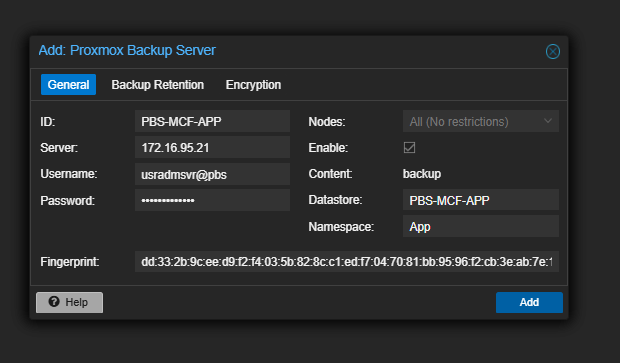 Add: Proxmox Backup Server
General Backup Retention Encryption
ID: PBS-MCF-APP Nodes: All (No restrictions)
Server: 172.16.95.21 Enable:
Username: usradmsvr@pbs Content: backup
Password: ••••••••••••• Datastore: PBS-MCF-APP
Namespace: App
Fingerprint: dd:33:2b:9c:ee:d9:f2:f4:03:5b:82:8c:c1:ed:f7:04:70:81:bb:95:96:f2:cb:3e:ab:7e:1
Help Add